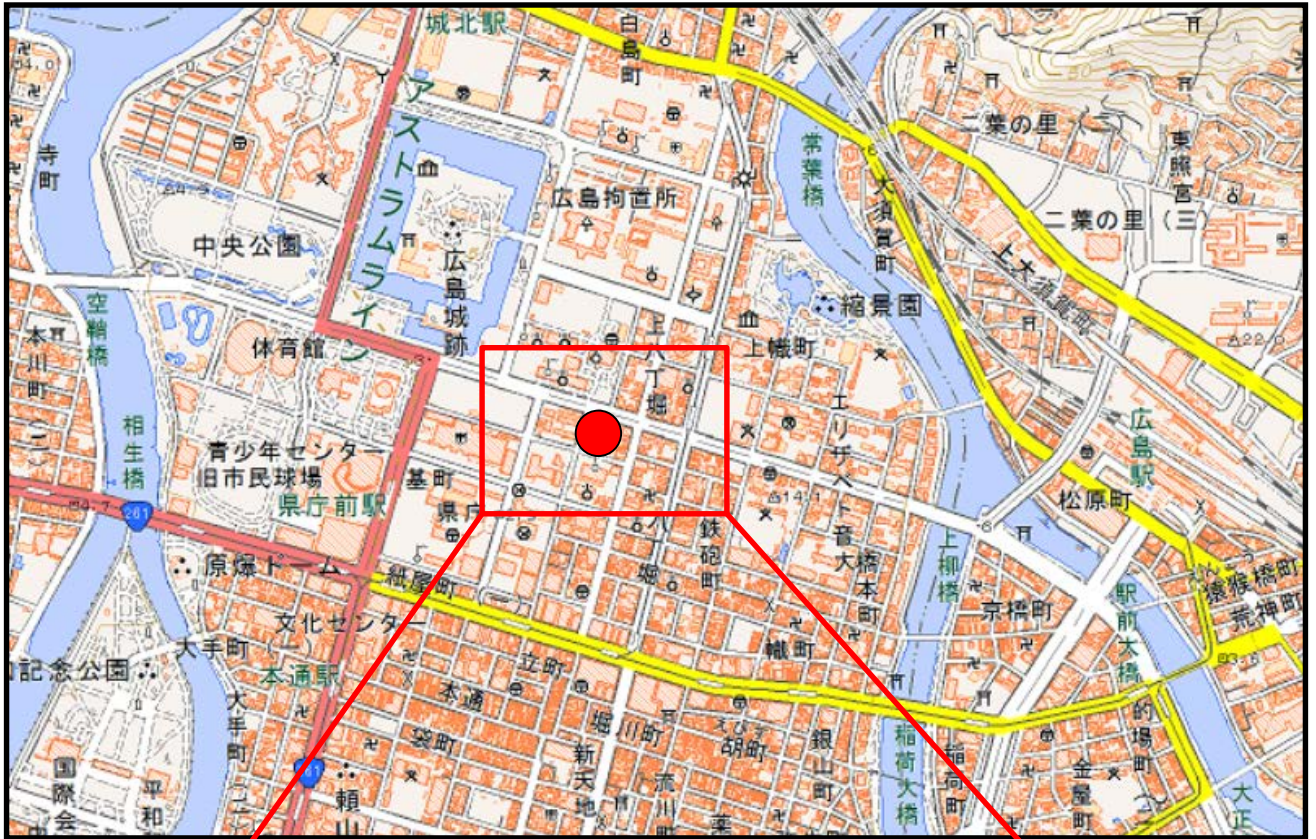 城北駅
白島町
アストラムライン
寺町
中央公園
広島城跡
広島拘置所
常葉橋
二葉の里(二)
東照宮
大須賀町
二葉の里(三)
上大須賀町
空鞘橋
本川町(二)
体育館
上八丁堀
上幟町
縮景園
相生橋
青少年センター
旧市民球場
県庁前駅
基町
県庁
エリザベト音大
広島駅
松原町
261
原爆ドーム
紙屋町
八丁堀
鉄砲町
橋本町
上柳橋
京橋町
駅前大橋
猿猴橋町
荒神町
文化センター
大手町(一)
記念公園
本通駅
本通
立町
幟町
大手町(二)
袋町
堀川町
えびす
胡町
銀山町
稲荷大橋
稲荷町
的場町(一)
金屋町
新天地
流川町
国際会
平和
頼山
薬
大正